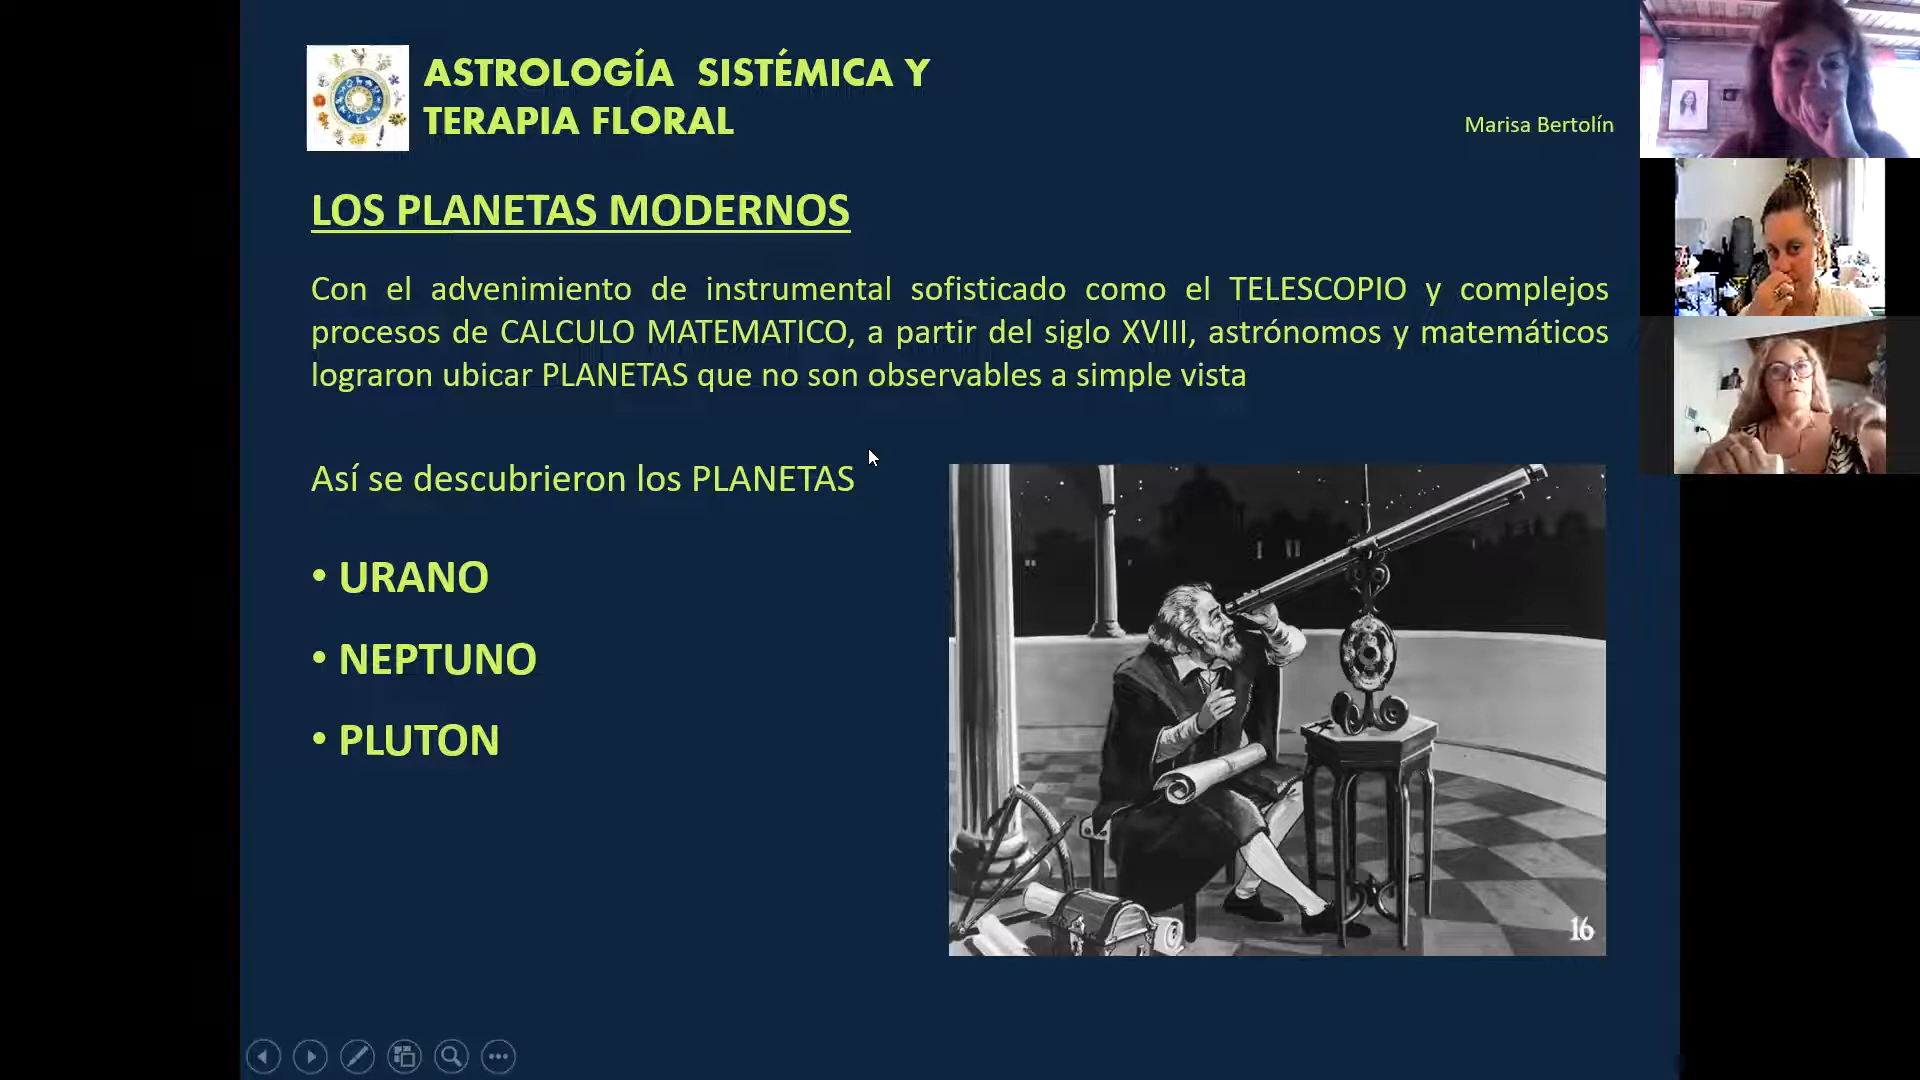 ASTROLOGÍA SISTÉMICA Y
TERAPIA FLORAL
Marisa Bertolín
LOS PLANETAS MODERNOS
Con el advenimiento de instrumental sofisticado como el TELESCOPIO y complejos
procesos de CALCULO MATEMATICO, a partir del siglo XVIII, astrónomos y matemáticos
lograron ubicar PLANETAS que no son observables a simple vista
Así se descubrieron los PLANETAS
• URANO
• NEPTUNO
• PLUTON
16